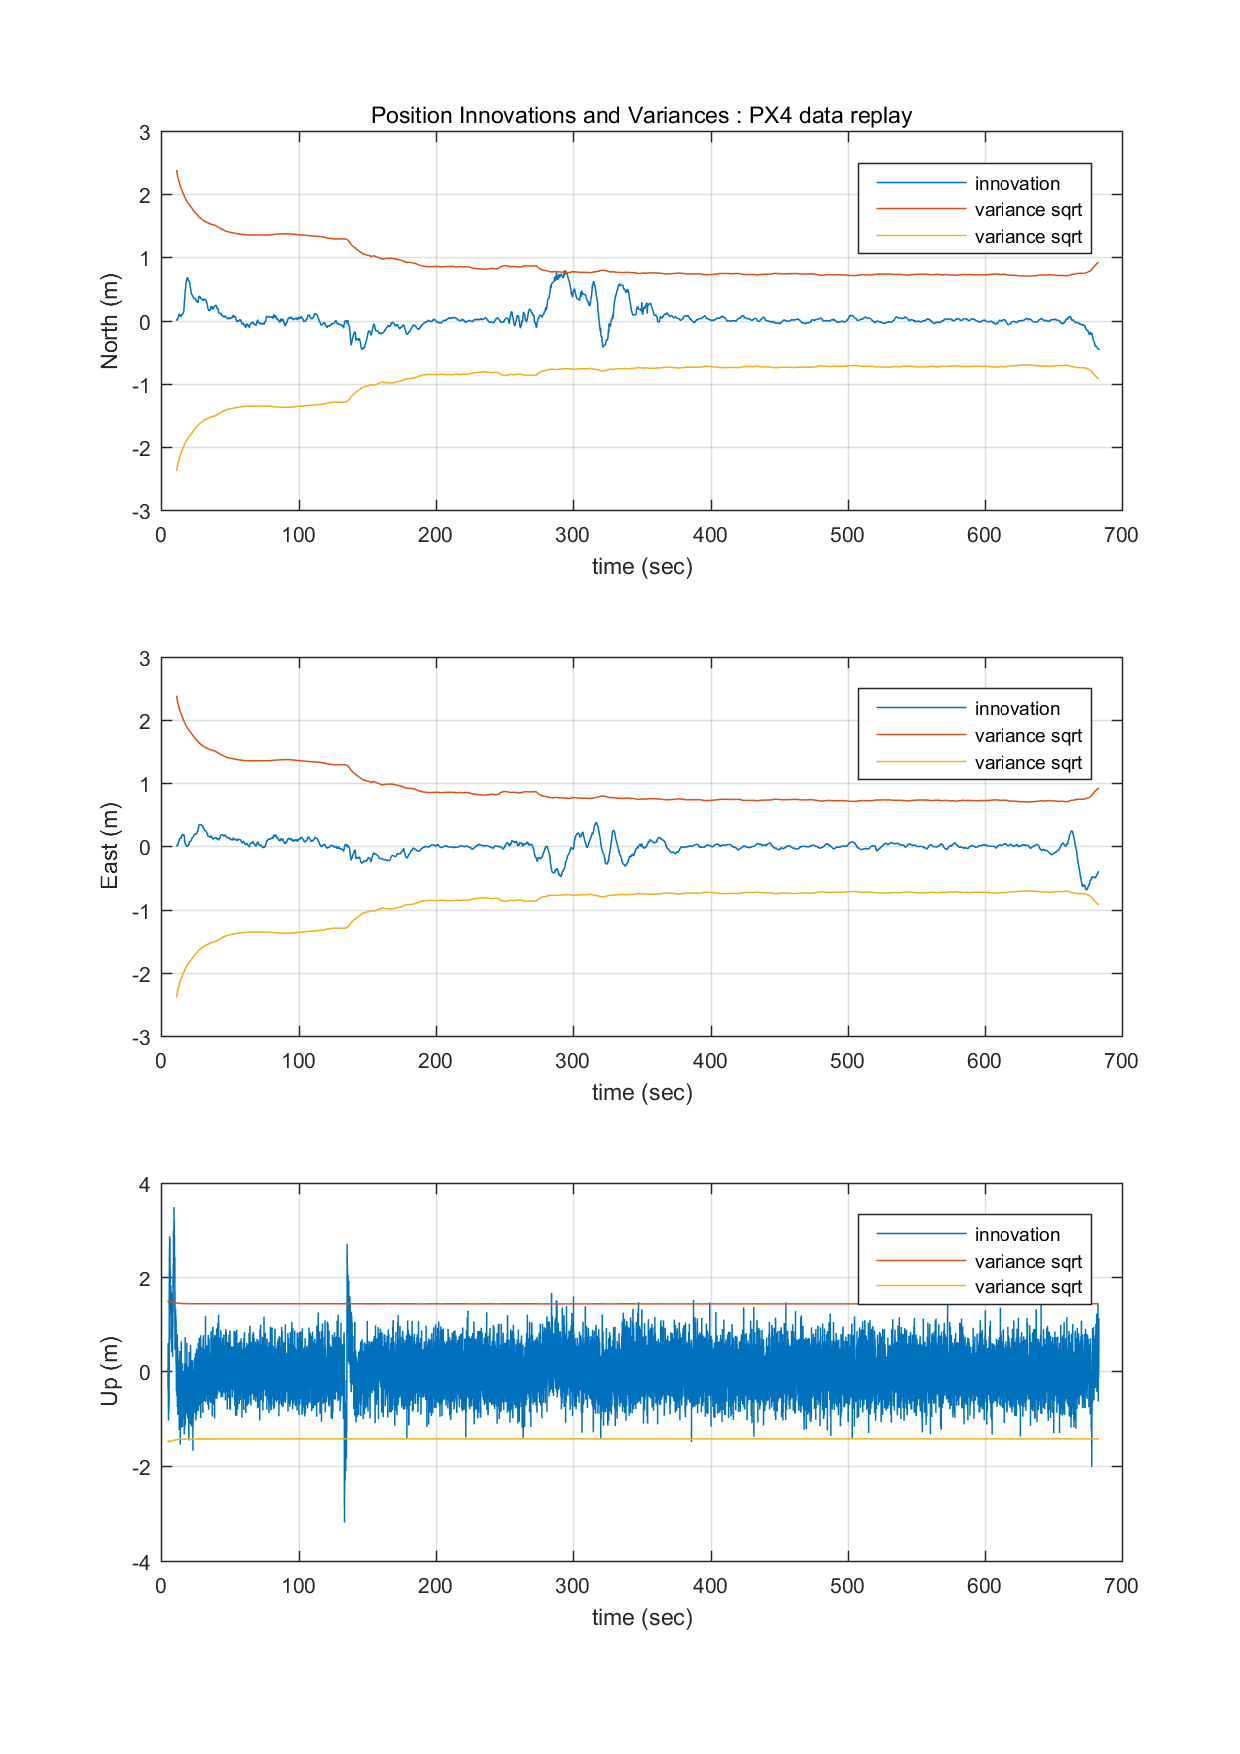 Position Innovations and Variances : PX4 data replay
3
2
1
0
-1
-2
-3
North (m)
innovation
variance sqrt
variance sqrt
0 100 200 300 400 500 600 700
time (sec)
3
2
1
0
-1
-2
-3
East (m)
innovation
variance sqrt
variance sqrt
0 100 200 300 400 500 600 700
time (sec)
4
2
0
-2
-4
Up (m)
innovation
variance sqrt
variance sqrt
0 100 200 300 400 500 600 700
time (sec)